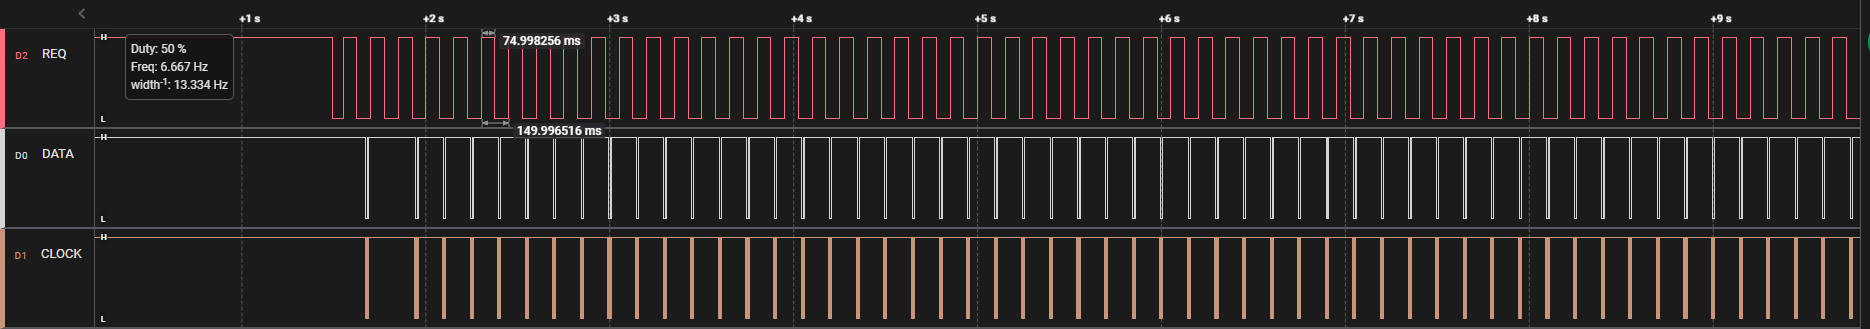 +1 s +2 s +3 s +4 s +5 s +6 s +7 s +8 s +9 s
D2 REQ H
Duty: 50 %
Freq: 6.667 Hz
width-1: 13.334 Hz
74.998256 ms
L
149.996516 ms
D0 DATA H
L
D1 CLOCK H
L